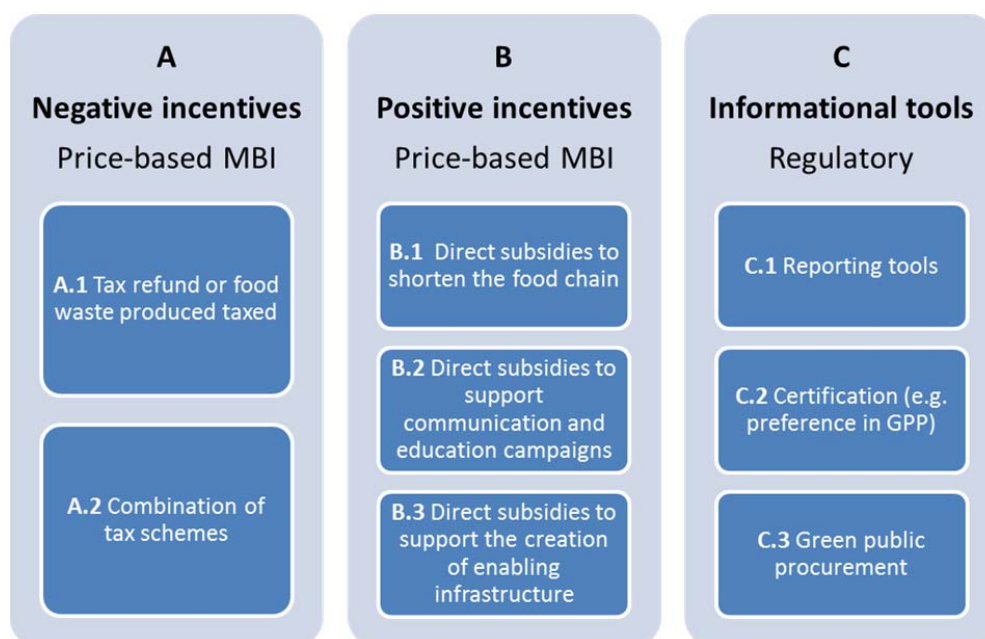 A
Negative incentives
Price-based MBI
A.1 Tax refund or food
waste produced taxed
A.2 Combination of
tax schemes
B
Positive incentives
Price-based MBI
B.1 Direct subsidies to
shorten the food chain
B.2 Direct subsidies to
support
communication and
education campaigns
B.3 Direct subsidies to
support the creation
of enabling
infrastructure
C
Informational tools
Regulatory
C.1 Reporting tools
C.2 Certification (e.g.
preference in GPP)
C.3 Green public
procurement